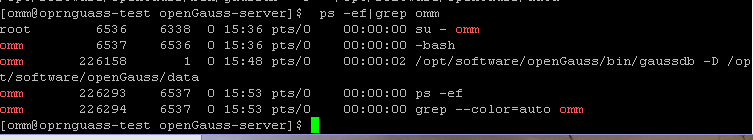 [omm@oprnguass-test openGauss-server]$  ps -ef|grep omm
root        6536    6338  0 15:36 pts/0    00:00:00 su - omm
omm         6537    6536  0 15:36 pts/0    00:00:00 -bash
omm       226158       1  0 15:48 pts/0    00:00:02 /opt/software/openGauss/bin/gaussdb -D /op
t/software/openGauss/data
omm       226293    6537  0 15:53 pts/0    00:00:00 ps -ef
omm       226294    6537  0 15:53 pts/0    00:00:00 grep --color=auto omm
[omm@oprnguass-test openGauss-server]$